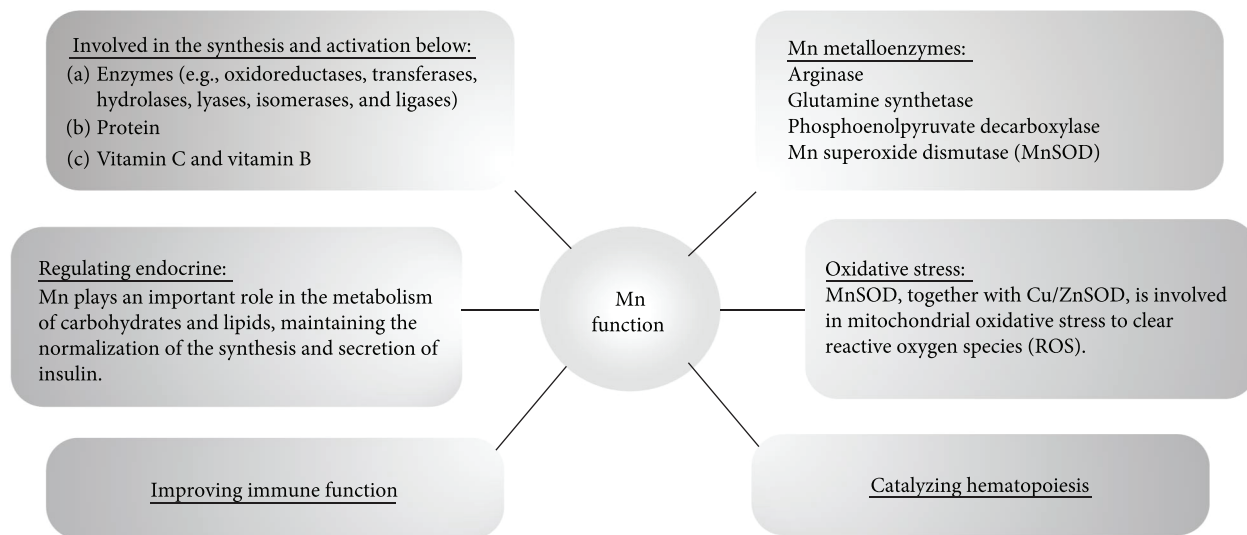 Involved in the synthesis and activation below:
(a) Enzymes (e.g., oxidoreductases, transferases,
hydrolases, lyases, isomerases, and ligases)
(b) Protein
(c) Vitamin C and vitamin B
Mn metalloenzymes:
Arginase
Glutamine synthetase
Phosphoenolpyruvate decarboxylase
Mn superoxide dismutase (MnSOD)
Regulating endocrine:
Mn plays an important role in the metabolism
of carbohydrates and lipids, maintaining the
normalization of the synthesis and secretion of
insulin.
Mn
function
Oxidative stress:
MnSOD, together with Cu/ZnSOD, is involved
in mitochondrial oxidative stress to clear
reactive oxygen species (ROS).
Improving immune function
Catalyzing hematopoiesis